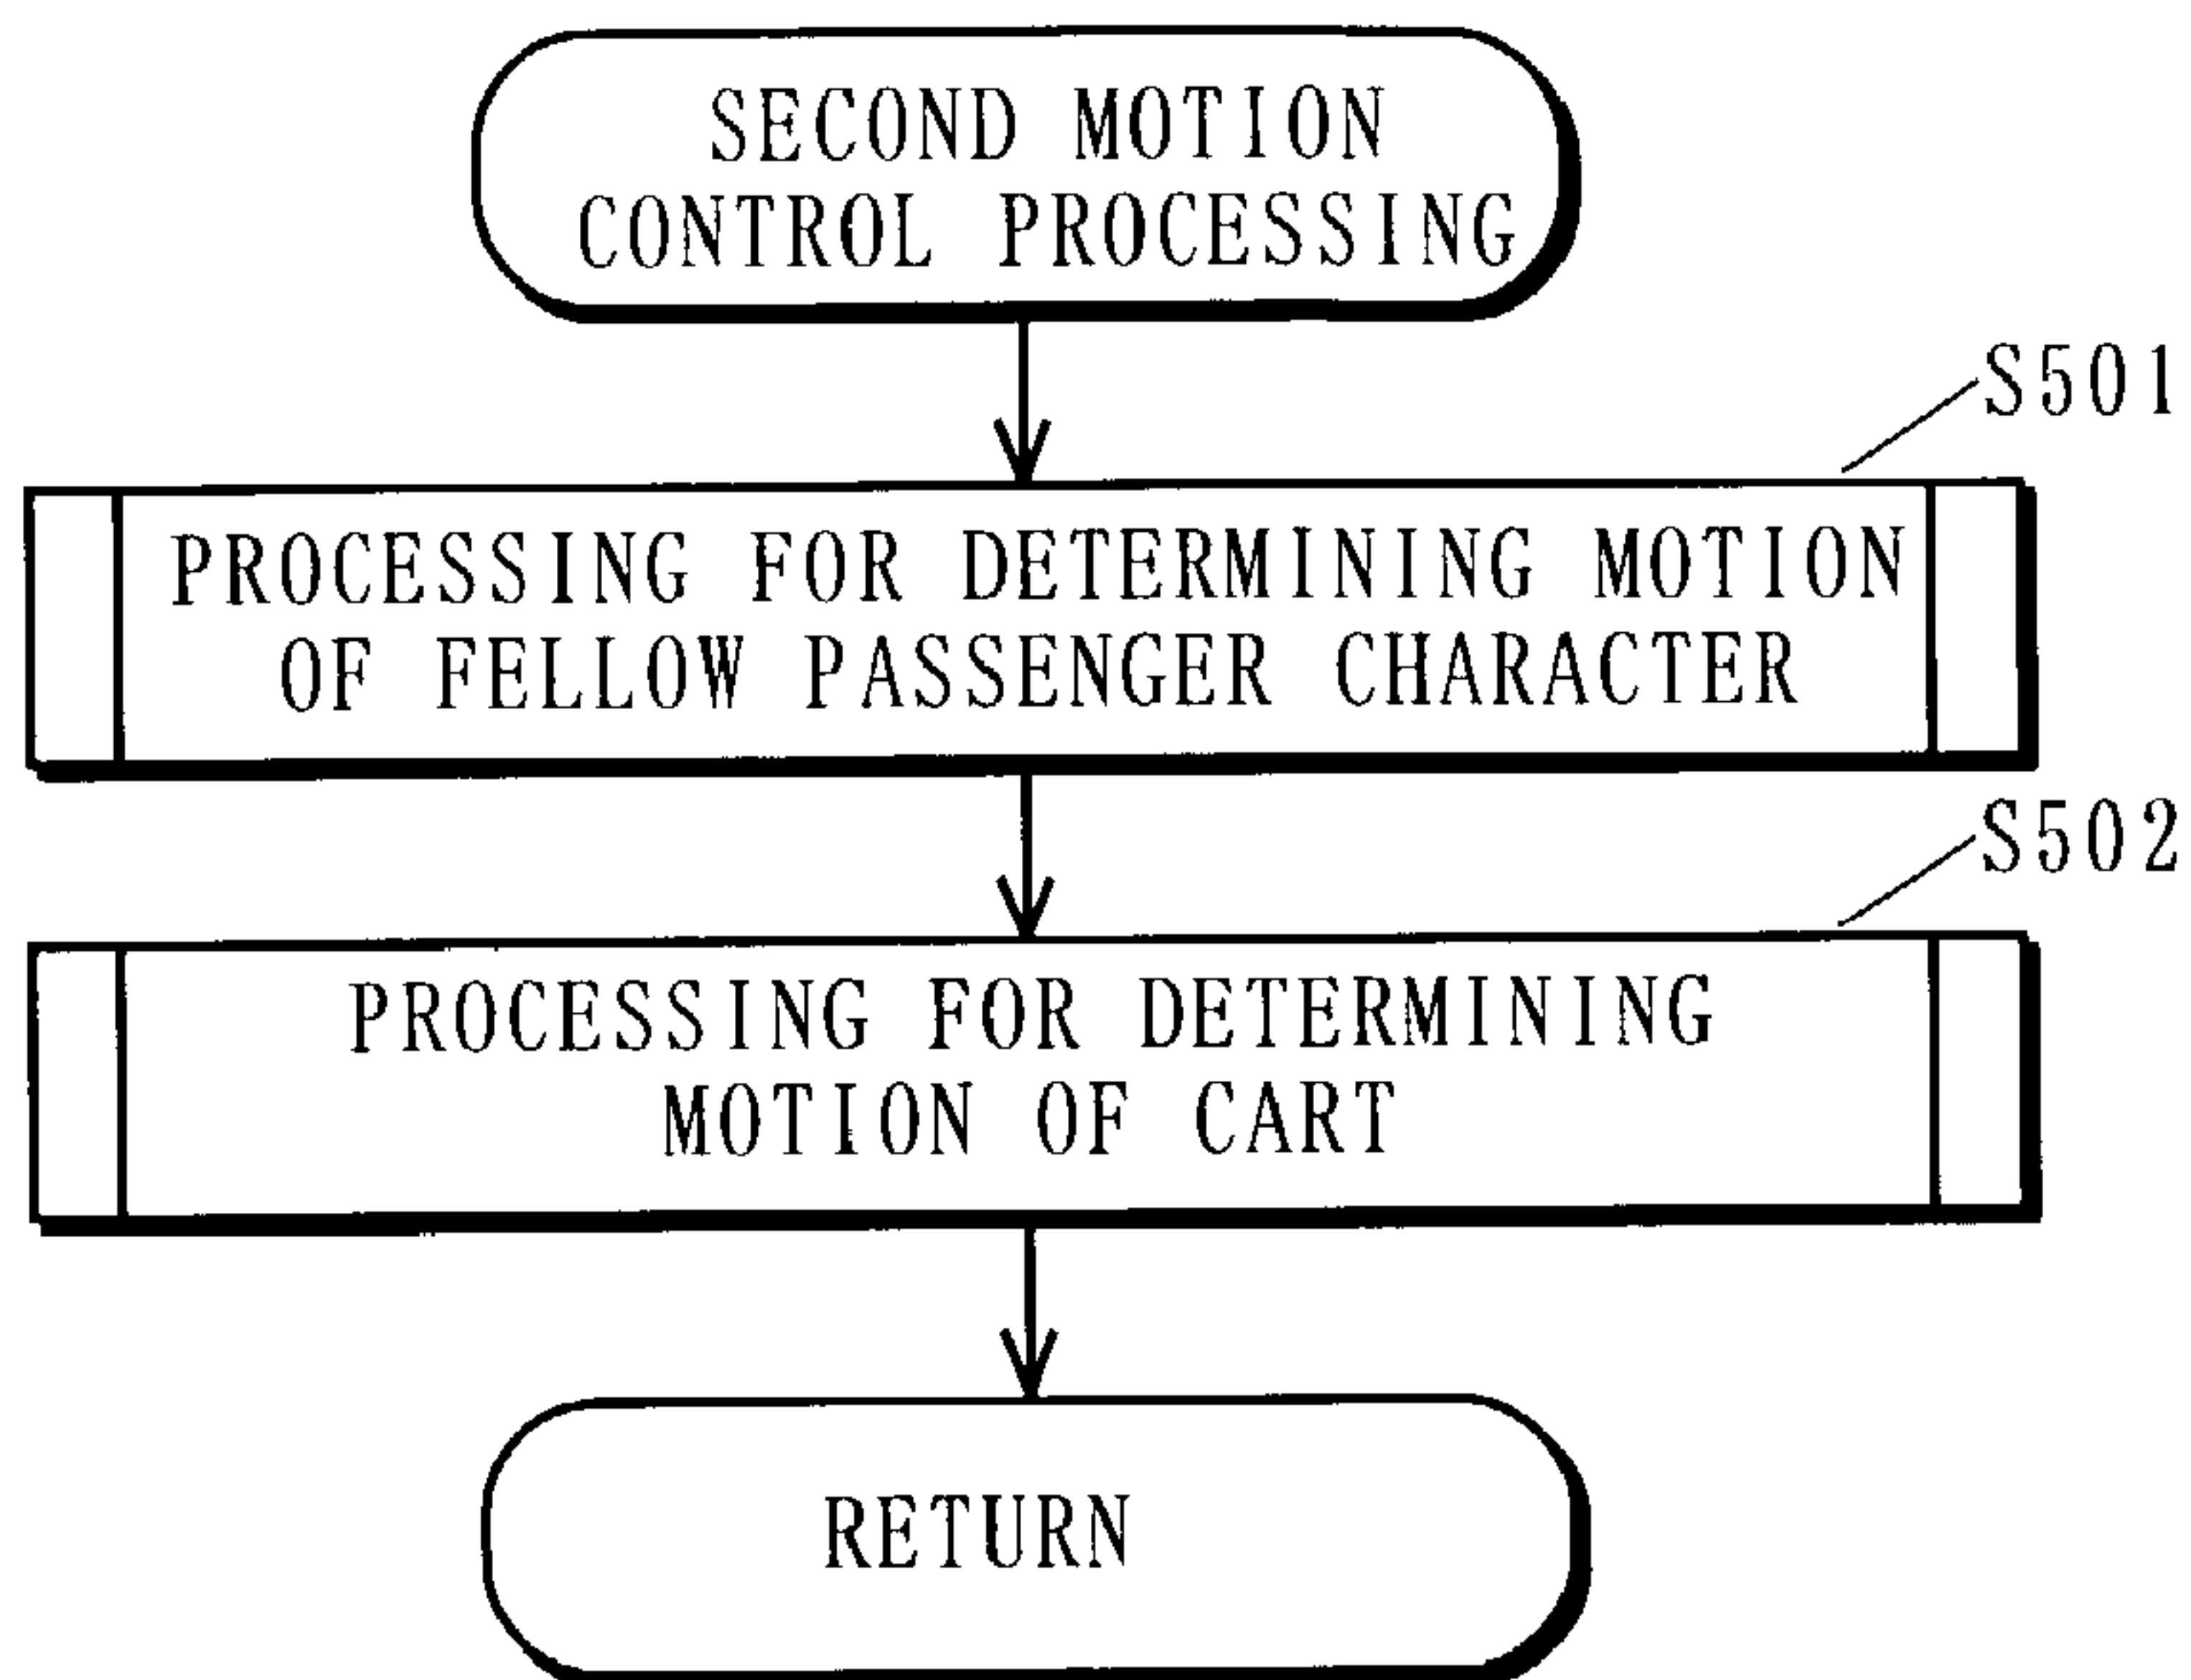 SECOND MOTION
CONTROL PROCESSING
S501
PROCESSING FOR DETERMINING MOTION
OF FELLOW PASSENGER CHARACTER
S502
PROCESSING FOR DETERMINING
MOTION OF CART
RETURN